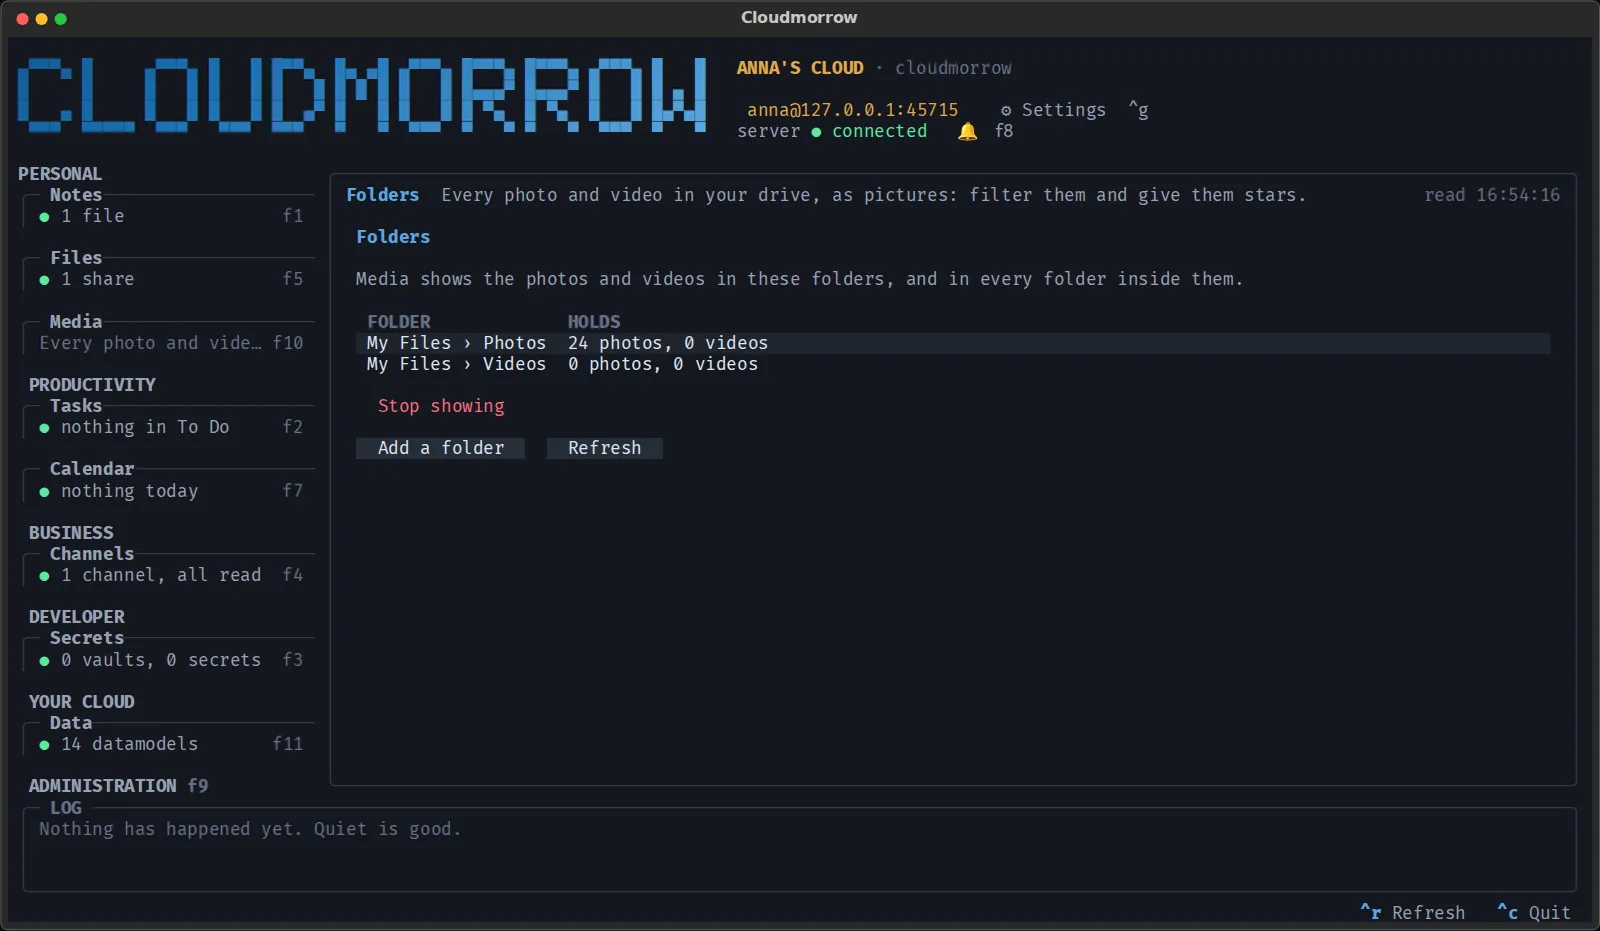 Cloudmorrow
CLOUDMORROW
ANNA'S CLOUD · cloudmorrow
anna@127.0.0.1:45715 ⚙ Settings ^g
server ● connected 🔔 f8
PERSONAL
Notes
● 1 file f1
Files
● 1 share f5
Media
Every photo and vide… f10
PRODUCTIVITY
Tasks
● nothing in To Do f2
Calendar
● nothing today f7
BUSINESS
Channels
● 1 channel, all read f4
DEVELOPER
Secrets
● 0 vaults, 0 secrets f3
YOUR CLOUD
Data
● 14 datamodels f11
ADMINISTRATION f9
Folders Every photo and video in your drive, as pictures: filter them and give them stars. read 16:54:16
Folders
Media shows the photos and videos in these folders, and in every folder inside them.
FOLDER HOLDS
My Files › Photos 24 photos, 0 videos
My Files › Videos 0 photos, 0 videos
Stop showing
Add a folder Refresh
LOG
Nothing has happened yet. Quiet is good.
^r Refresh ^c Quit